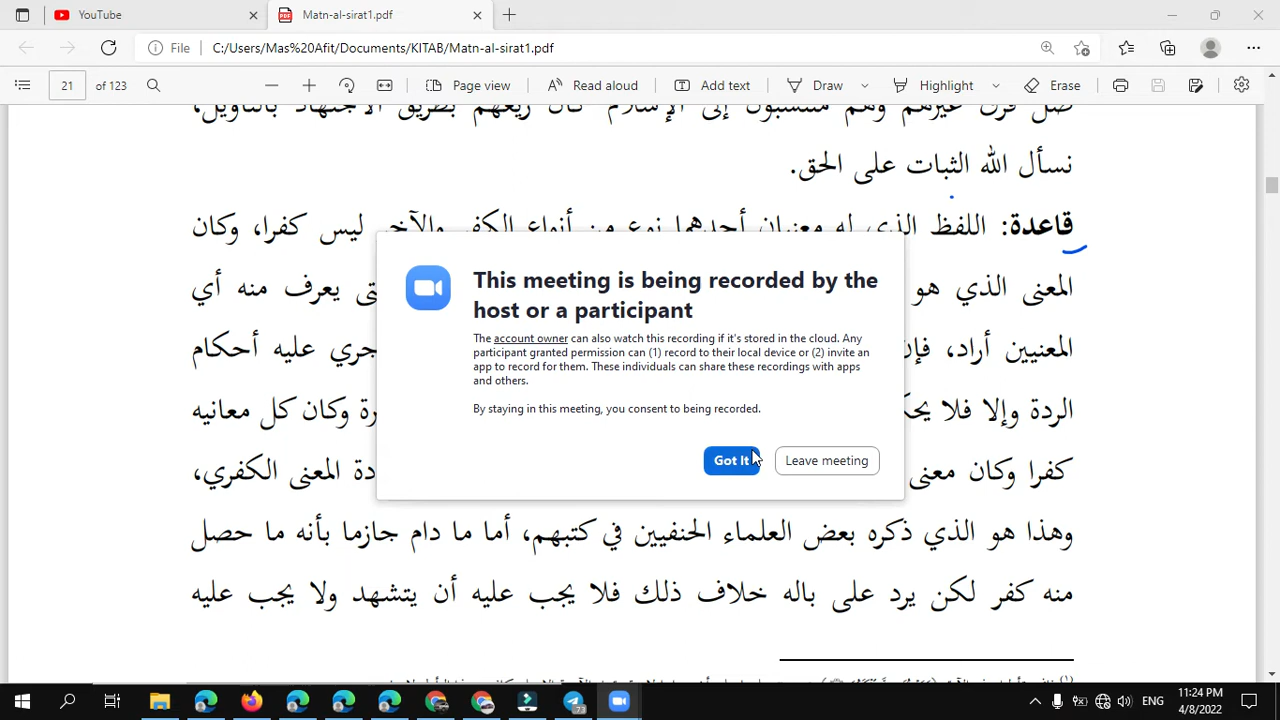 YouTube
Matn-al-sirat1.pdf
File
C:/Users/Mas%20Afit/Documents/KITAB/Matn-al-sirat1.pdf
21 of 123
Page view
Read aloud
Add text
Draw
Highlight
Erase
نسأل الله الثبات على الحق.
قاعدة: اللفظ الذي له معنيان أحدهما نوع من أنواع الكفر والآخر ليس كفرا، وكان
المعنى الذي هو
تى يعرف منه أي
المعنيين أراد، فإن
جري عليه أحكام
الردة وإلا فلا
رة وكان كل معانيه
كفرا وكان معنى
دة المعنى الكفري،
وهذا هو الذي ذكره بعض العلماء الحنفيين في كتبهم، أما ما دام جازما بأنه ما حصل
منه كفر لكن يرد على باله خلاف ذلك فلا يجب عليه أن يتشهد ولا يجب عليه
This meeting is being recorded by the
host or a participant
The account owner can also watch this recording if it's stored in the cloud. Any
participant granted permission can (1) record to their local device or (2) invite an
app to record for them. These individuals can share these recordings with apps
and others.
By staying in this meeting, you consent to being recorded.
Got it
Leave meeting
73
ENG
11:24 PM
4/8/2022